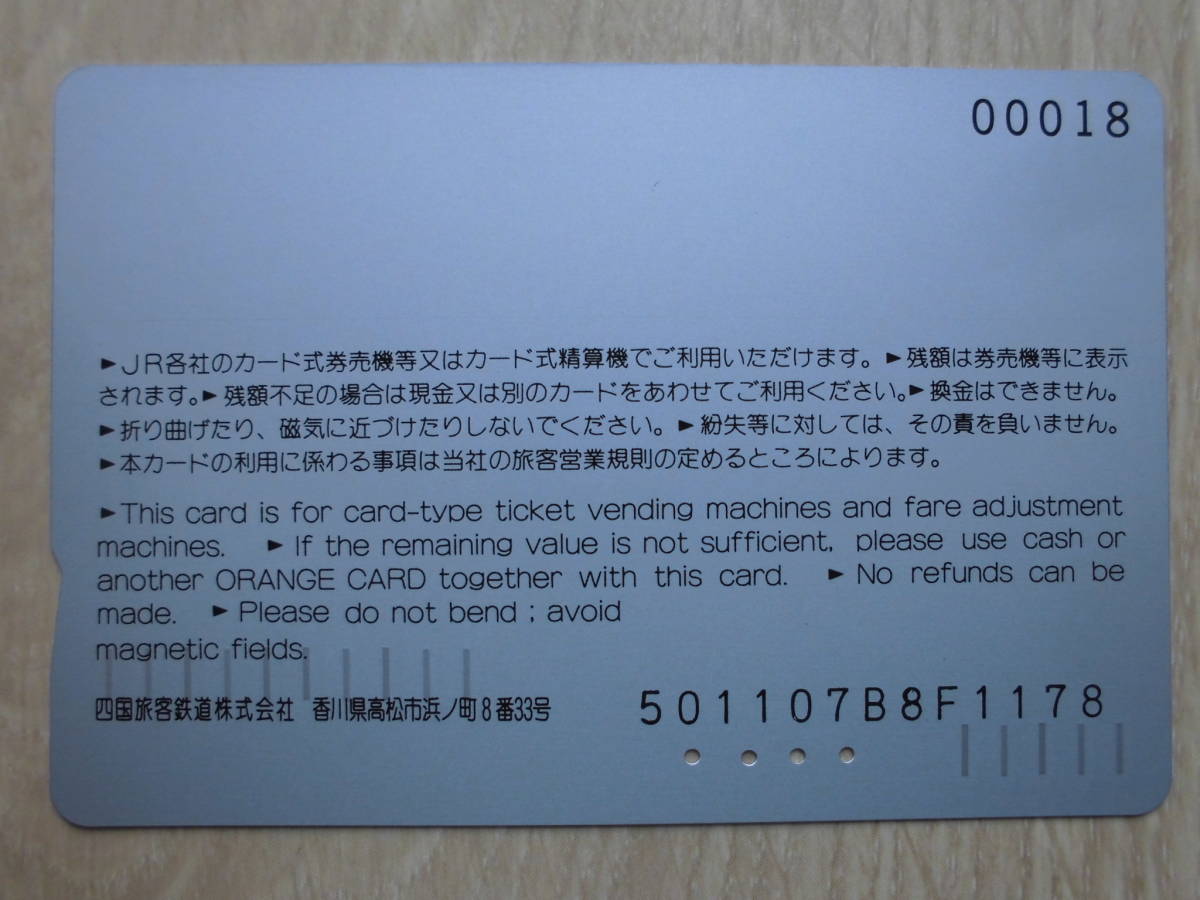 00018
►JR各社のカード式券売機等又はカード式精算機でご利用いただけます。►残額は券売機等に表示
されます。►残額不足の場合は現金又は別のカードをあわせてご利用ください。►換金はできません。
►折り曲げたり、磁気に近づけたりしないでください。►紛失等に対しては、その責を負いません。
►本カードの利用に係わる事項は当社の旅客営業規則の定めるところによります。
►This card is for card-type ticket vending machines and fare adjustment
machines. ►If the remaining value is not sufficient, please use cash or
another ORANGE CARD together with this card. ►No refunds can be
made. ►Please do not bend ; avoid
magnetic fields.
四国旅客鉄道株式会社 香川県高松市浜ノ町8番33号
501107B8F1178